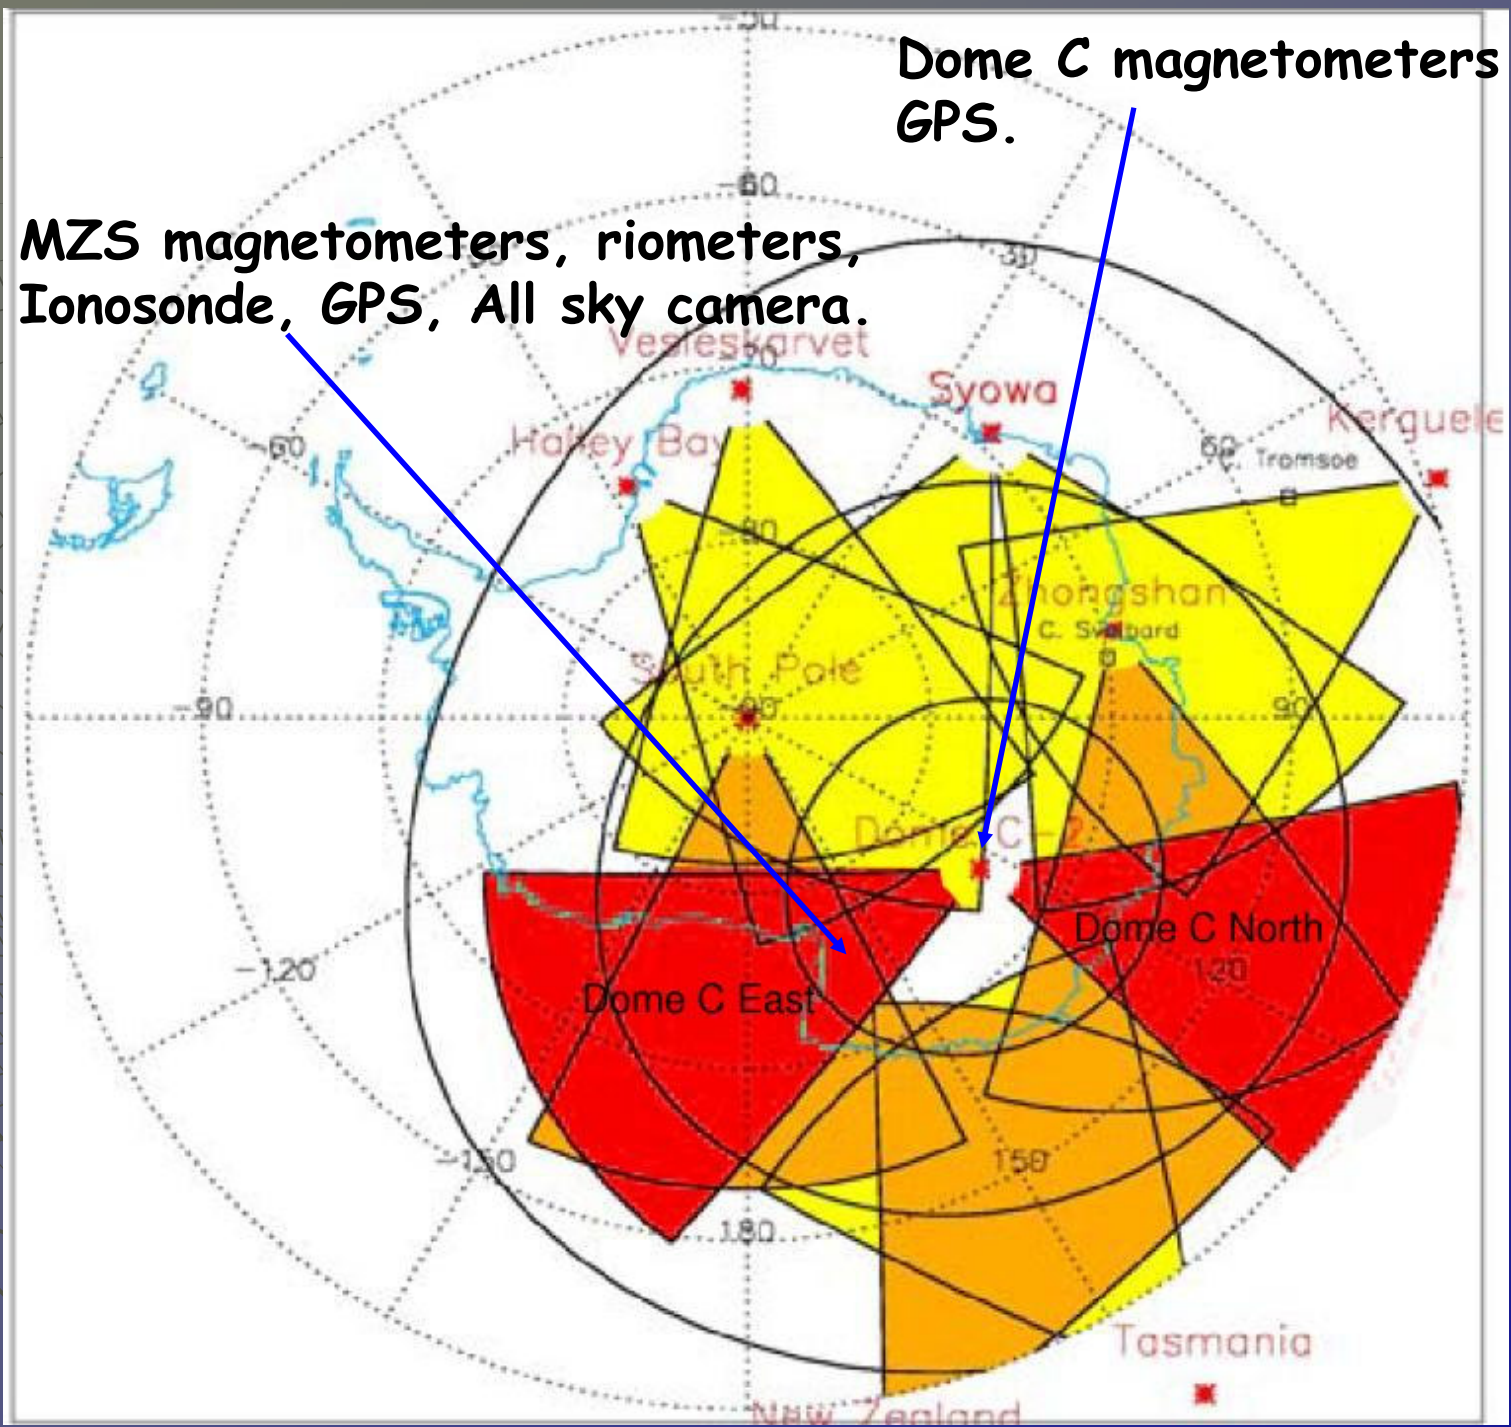 -50
Dome C magnetometers
GPS.
-60
MZS magnetometers, riometers,
30
Ionosonde, GPS, All sky camera.
Vesleskarvet
-70
Syowa
Kerguele
Halley Bay
-60
60
C. Tromsoe
-80
Zhongshan
C. Svalbard
South Pole
-90
-90
90
Dome C-2
Dome C North
-120
120
Dome C East
-150
150
180
Tasmania
New Zealand